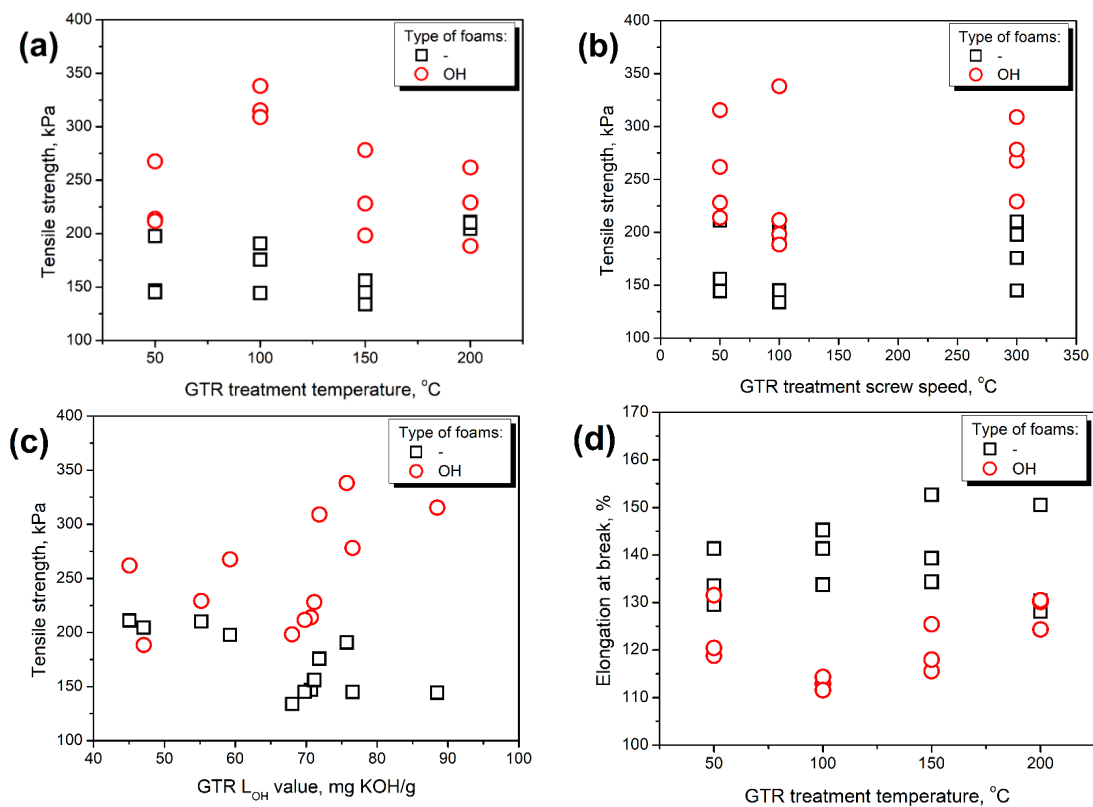 (a)
Type of foams:
-
OH
Tensile strength, kPa
400
350
300
250
200
150
100
50
100
150
200
GTR treatment temperature, °C
(b)
Type of foams:
-
OH
Tensile strength, kPa
400
350
300
250
200
150
100
0
50
100
150
200
250
300
350
GTR treatment screw speed, °C
(c)
Type of foams:
-
OH
Tensile strength, kPa
400
350
300
250
200
150
100
40
50
60
70
80
90
100
GTR LOH value, mg KOH/g
(d)
Type of foams:
-
OH
Elongation at break, %
170
160
150
140
130
120
110
100
50
100
150
200
GTR treatment temperature, °C